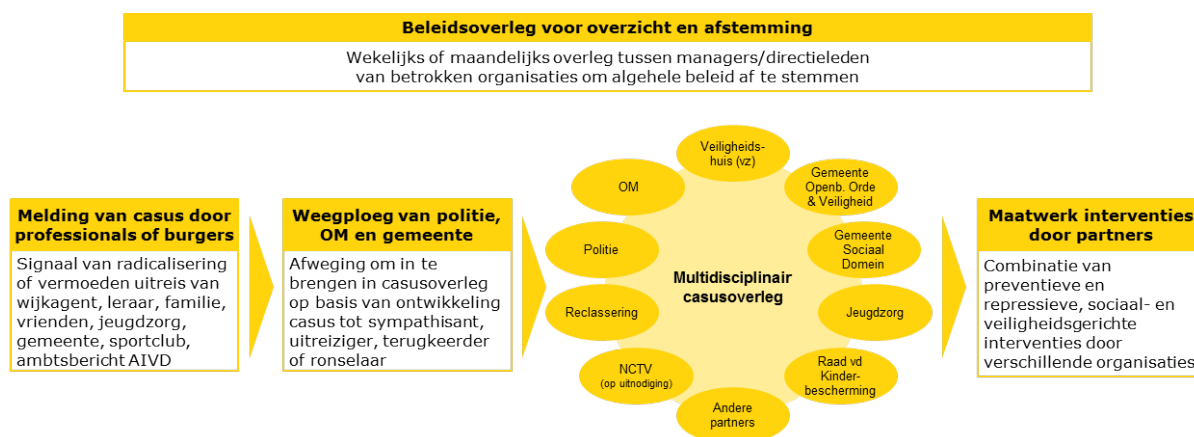 Beleidsoverleg voor overzicht en afstemming
Wekelijks of maandelijks overleg tussen managers/directieleden
van betrokken organisaties om algehele beleid af te stemmen
Melding van casus door
professionals of burgers
Signaal van radicalisering
of vermoeden uitreis van
wijkagent, leraar, familie,
vrienden, jeugdzorg,
gemeente, sportclub,
ambtsbericht AIVD
Weegploeg van politie,
OM en gemeente
Afweging om in te
brengen in casusoverleg
op basis van ontwikkeling
casus tot sympathisant,
uitreiziger, terugkeerder
of ronselaar
Multidisciplinair
casusoverleg
Veiligheids-
huis (vz)
Gemeente
Openb. Orde
& Veiligheid
Gemeente
Sociaal
Domein
Jeugdzorg
Raad vd
Kinder-
bescherming
Andere
partners
NCTV
(op uitnodiging)
Reclassering
Politie
OM
Maatwerk interventies
door partners
Combinatie van
preventieve en
repressieve, sociaal- en
veiligheidsgerichte
interventies door
verschillende organisaties